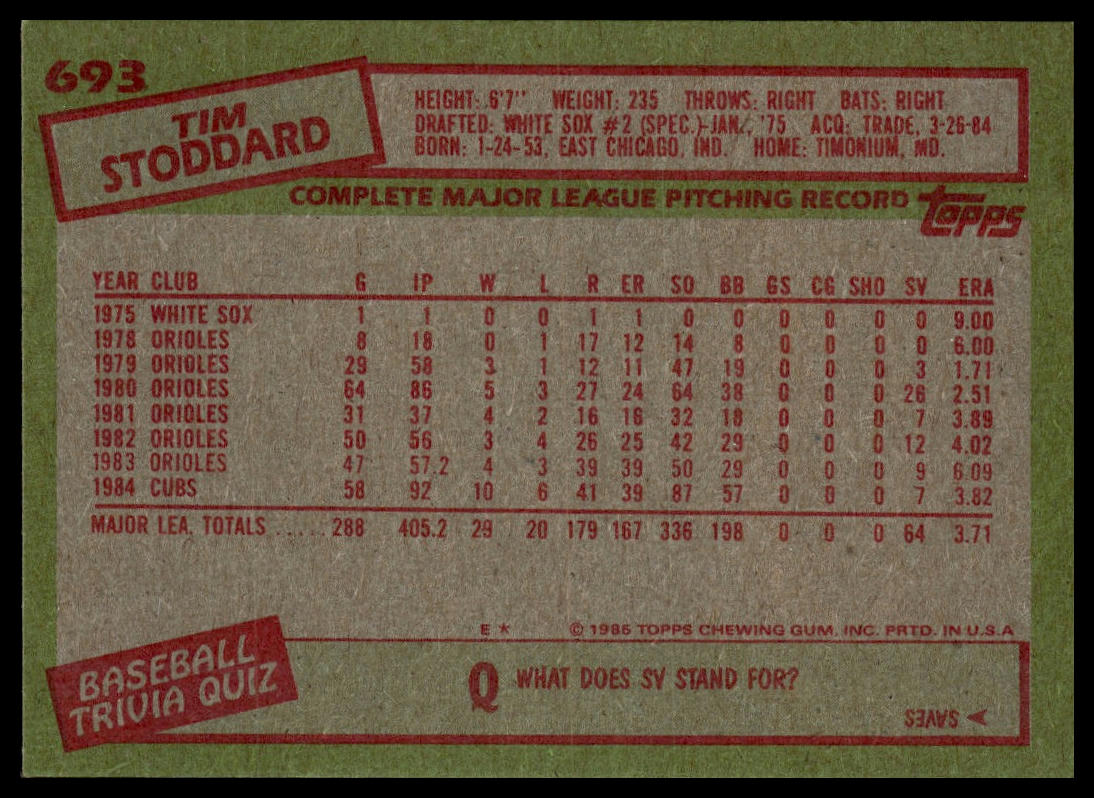 693
TIM
STODDARD
HEIGHT: 6'7" WEIGHT: 235 THROWS: RIGHT BATS: RIGHT
DRAFTED: WHITE SOX #2 (SPEC.)-JAN., '75 ACQ: TRADE, 3-26-84
BORN: 1-24-53, EAST CHICAGO, IND. HOME: TIMONIUM, MD.
COMPLETE MAJOR LEAGUE PITCHING RECORD
TOPPS
YEAR CLUB G IP W L R ER SO BB GS CG SHO SV ERA
1975 WHITE SOX 1 1 0 0 1 1 0 0 0 0 0 0 9.00
1978 ORIOLES 8 18 0 1 17 12 14 8 0 0 0 0 6.00
1979 ORIOLES 29 58 3 1 12 11 47 19 0 0 0 3 1.71
1980 ORIOLES 64 86 5 3 27 24 64 38 0 0 0 26 2.51
1981 ORIOLES 31 37 4 2 16 16 32 18 0 0 0 7 3.89
1982 ORIOLES 50 56 3 4 26 25 42 29 0 0 0 12 4.02
1983 ORIOLES 47 57.2 4 3 39 39 50 29 0 0 0 9 6.09
1984 CUBS 58 92 10 6 41 39 87 57 0 0 0 7 3.82
MAJOR LEA. TOTALS ..... 288 405.2 29 20 179 167 336 198 0 0 0 64 3.71
E * © 1985 TOPPS CHEWING GUM, INC. PRTD. IN U.S.A
BASEBALL
TRIVIA QUIZ
Q WHAT DOES SV STAND FOR?
SAVES